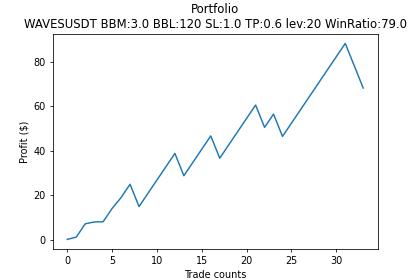 Portfolio
WAVESUSDT BBM:3.0 BBL:120 SL:1.0 TP:0.6 lev:20 WinRatio:79.0
80
60
40
20
0
Profit ($)
0 5 10 15 20 25 30
Trade counts